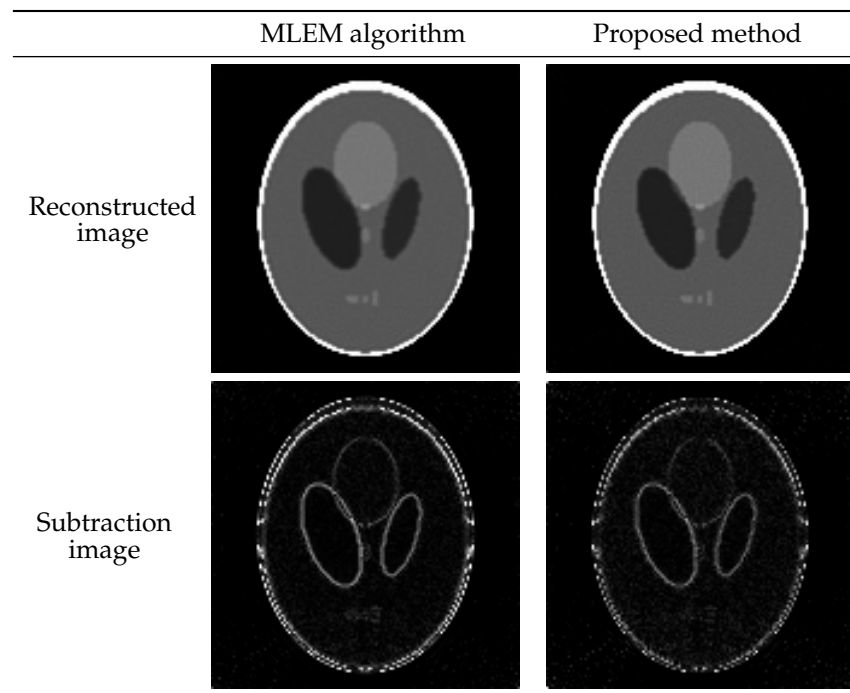 MLEM algorithm
Proposed method
Reconstructed
image
Subtraction
image